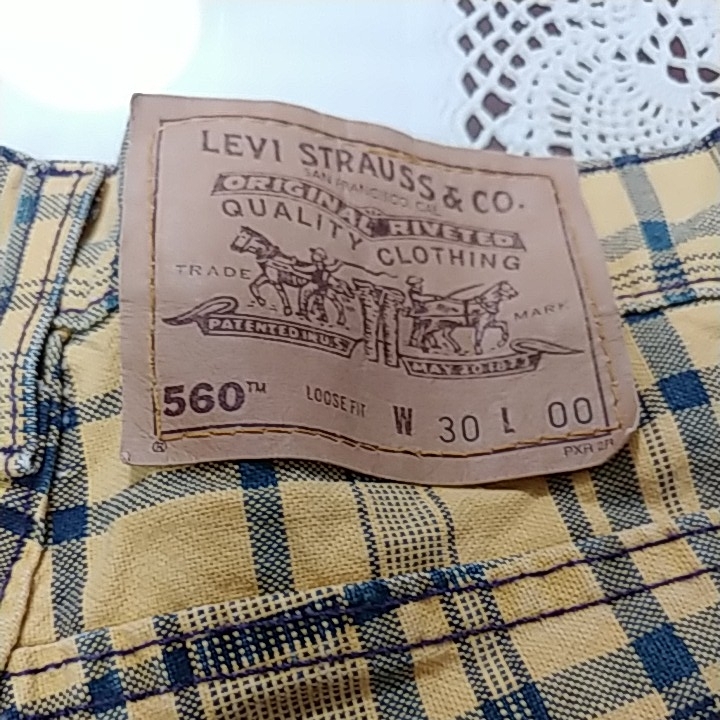 LEVI STRAUSS & CO.
SAN FRANCISCO, CAL
ORIGINAL RIVETED
QUALITY CLOTHING
TRADE MARK
PATENTED IN U.S. MAY 20 1873
560™ LOOSE FIT W 30 L 00
®